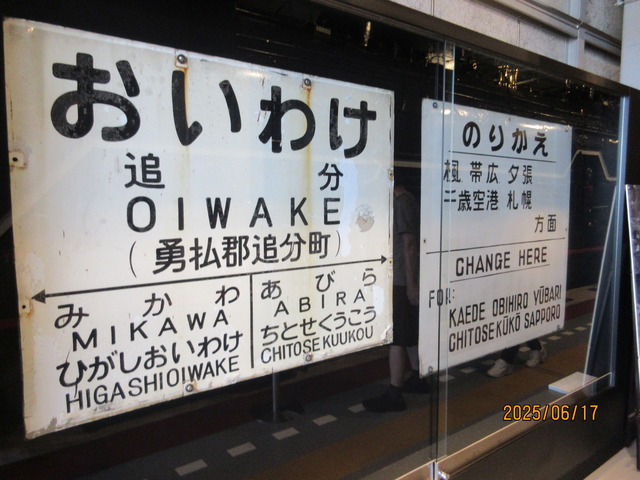 おいわけ
追 分
OIWAKE
(勇払郡追分町)
みかわ
MIKAWA
ひがしおいわけ
HIGASHIOIWAKE
あびら
ABIRA
ちとせくうこう
CHITOSEKUUKOU
のりかえ
楓 帯広 夕張
千歳空港 札幌
方面
CHANGE HERE
FOR:
KAEDE OBIHIRO YŪBARI
CHITOSEKŪKŌ SAPPORO
2025/06/17